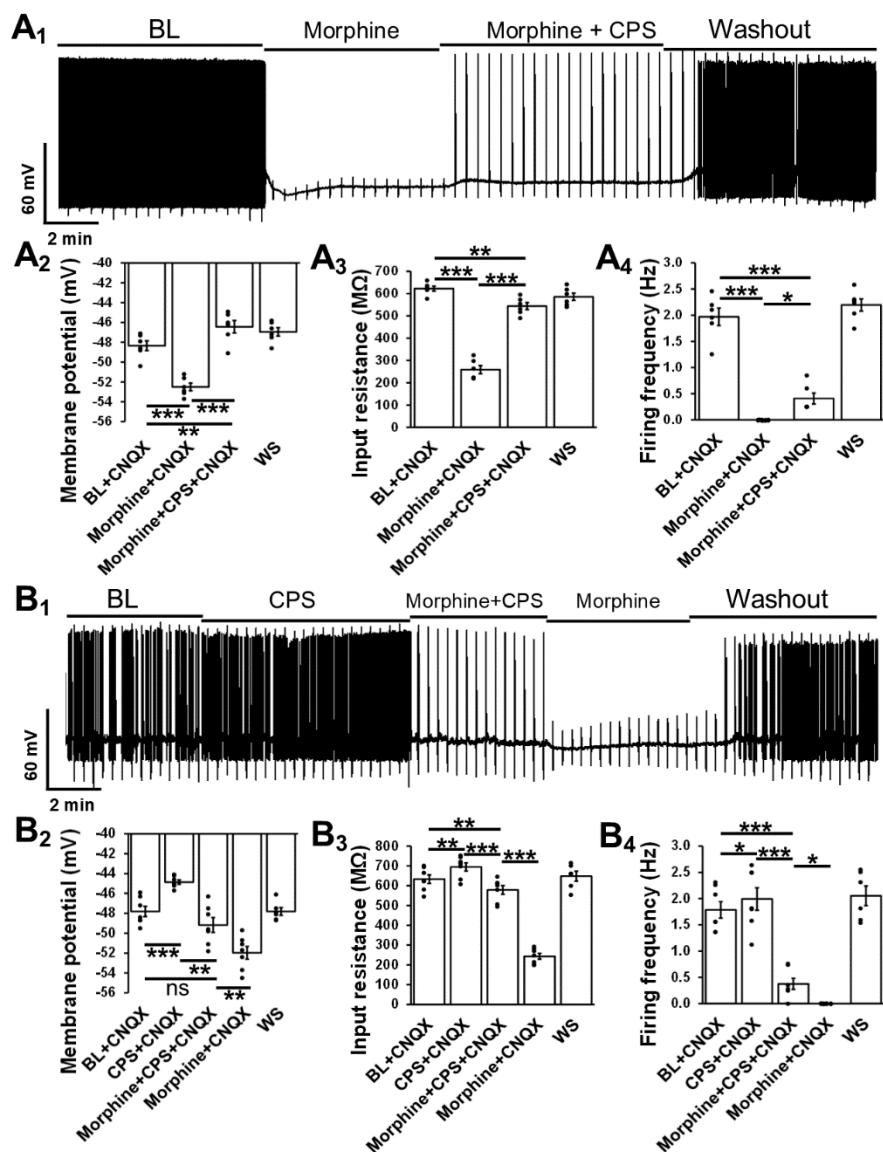 A1
BL Morphine Morphine + CPS Washout
60 mV
2 min
A2
Membrane potential (mV)
-40
-42
-44
-46
-48
-50
-52
-54
-56
*** ***
**
BL+CNQX
Morphine+CNQX
Morphine+CPS+CNQX
WS
A3
Input resistance (MΩ)
700
600
500
400
300
200
100
0
**
*** ***
BL+CNQX
Morphine+CNQX
Morphine+CPS+CNQX
WS
A4
Firing frequency (Hz)
3.0
2.5
2.0
1.5
1.0
0.5
0.0
***
*** *
BL+CNQX
Morphine+CNQX
Morphine+CPS+CNQX
WS
B1
BL CPS Morphine+CPS Morphine Washout
60 mV
2 min
B2
Membrane potential (mV)
-40
-42
-44
-46
-48
-50
-52
-54
-56
***
**
ns **
BL+CNQX
CPS+CNQX
Morphine+CPS+CNQX
Morphine+CNQX
WS
B3
Input resistance (MΩ)
900
800
700
600
500
400
300
200
100
0
**
** *** ***
BL+CNQX
CPS+CNQX
Morphine+CPS+CNQX
Morphine+CNQX
WS
B4
Firing frequency (Hz)
3.0
2.5
2.0
1.5
1.0
0.5
0.0
***
* *** *
BL+CNQX
CPS+CNQX
Morphine+CPS+CNQX
Morphine+CNQX
WS